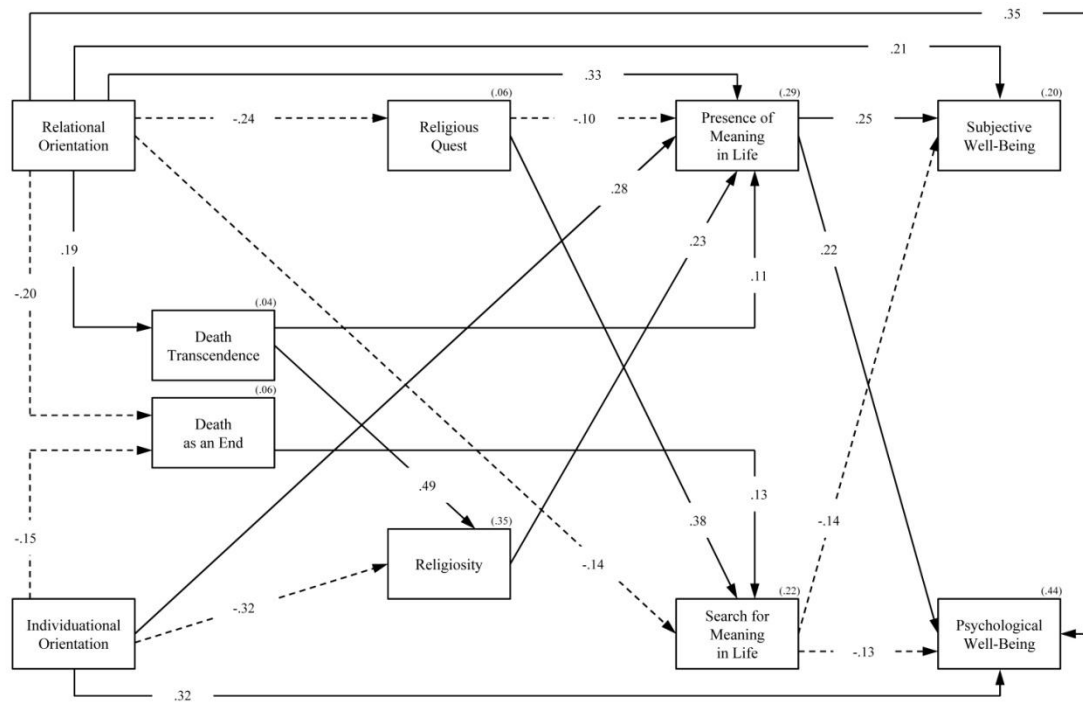 .35
.21
.33
(.06)
(.29)
(.20)
Relational
Orientation
-.24
Religious
Quest
-.10
Presence of
Meaning
in Life
.25
Subjective
Well-Being
.28
.19
.23
.22
-.20
.11
(.04)
Death
Transcendence
(.06)
Death
as an End
.49
.13
-.14
.38
(.35)
-.15
Religiosity
-.14
(.22)
(.44)
-.32
Individuational
Orientation
Search for
Meaning
in Life
-.13
Psychological
Well-Being
.32